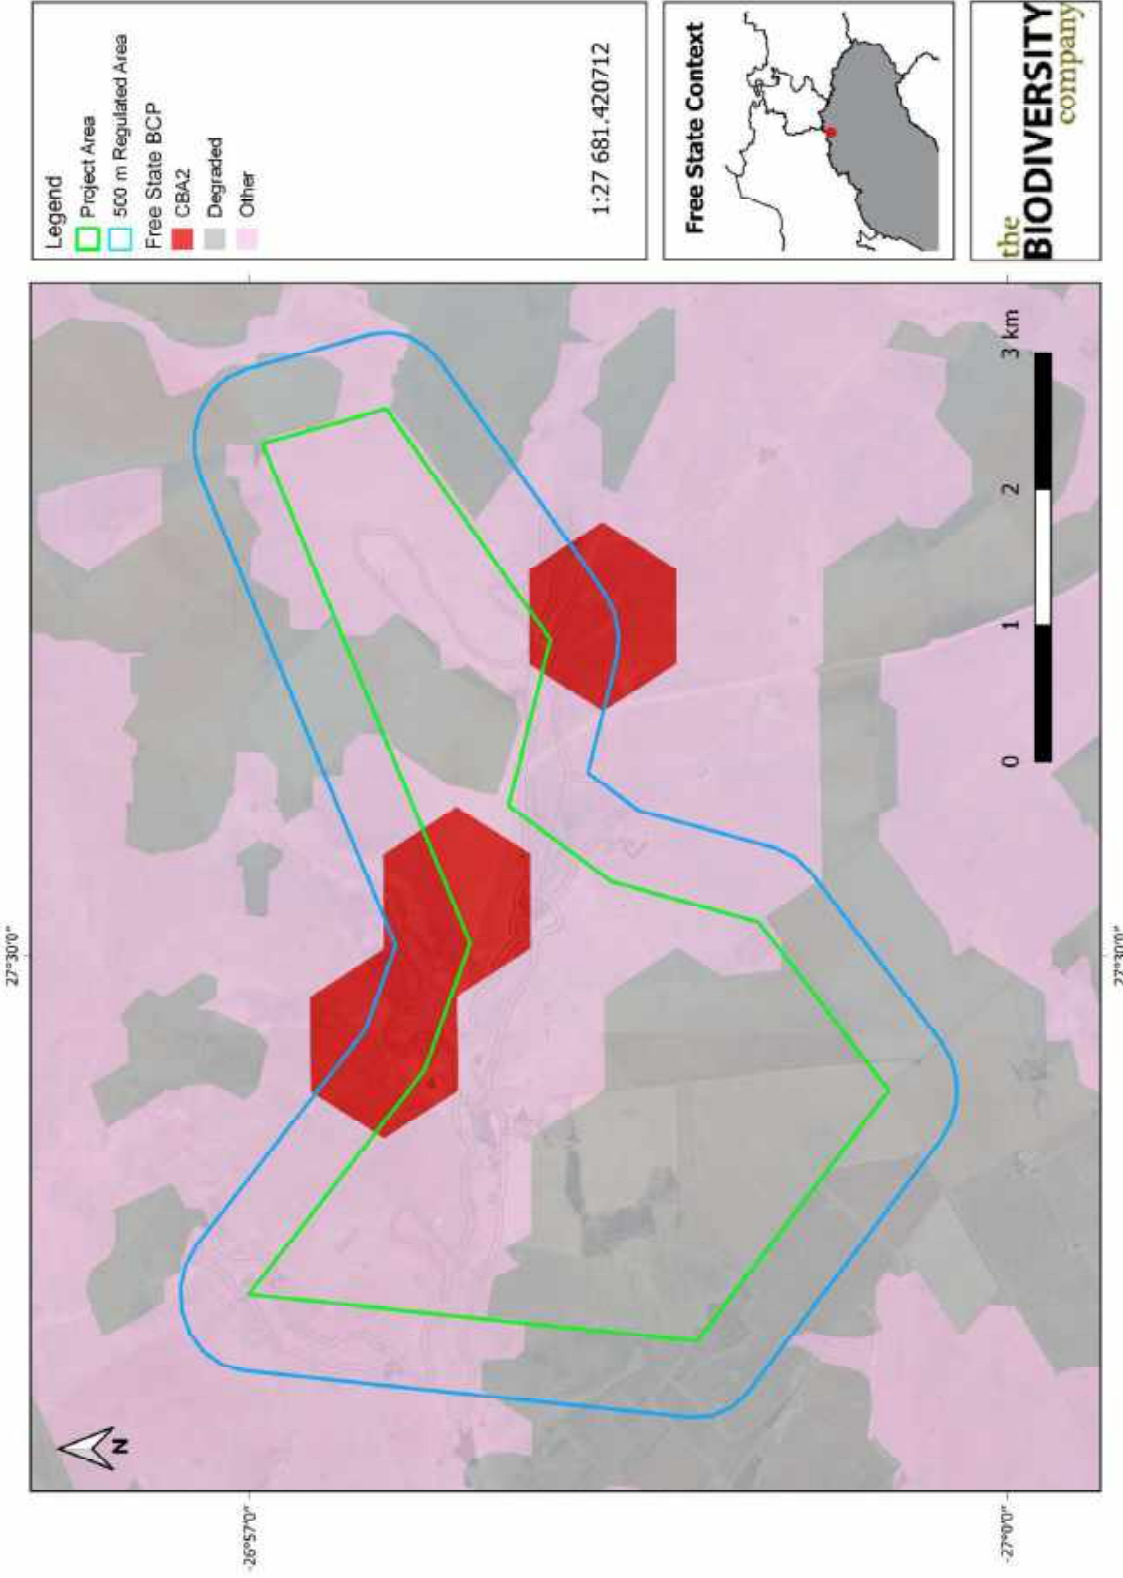 Legend
Project Area
500 m Regulated Area
Free State BCP
CBA2
Degraded
Other
1:27 681.420712
Free State Context
the
BIODIVERSITY
company
27°30'0"
27°30'0"
-26°57'0"
-27°0'0"
N
0 1 2 3 km